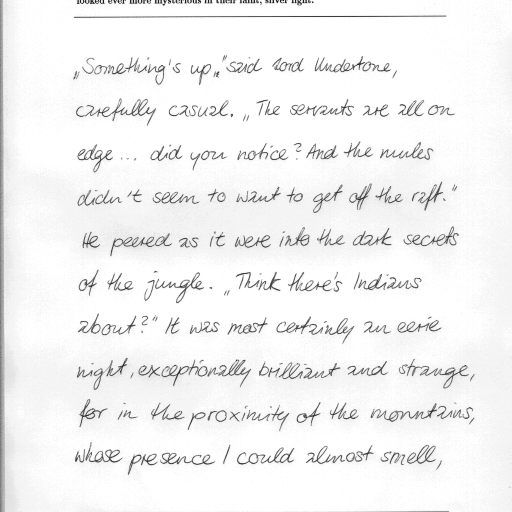 looked ever more mysterious in their faint, silver light.
„Something's up,„"said Lord Undertone,
carefully casual. „The servants are all on
edge... did you notice? And the mules
didn't seem to want to get off the raft."
He peered as it were into the dark secrets
of the jungle. „Think there's Indians
about?" It was most certainly an eerie
night, exceptionally brilliant and strange,
for in the proximity of the mountains,
whose presence I could almost smell,